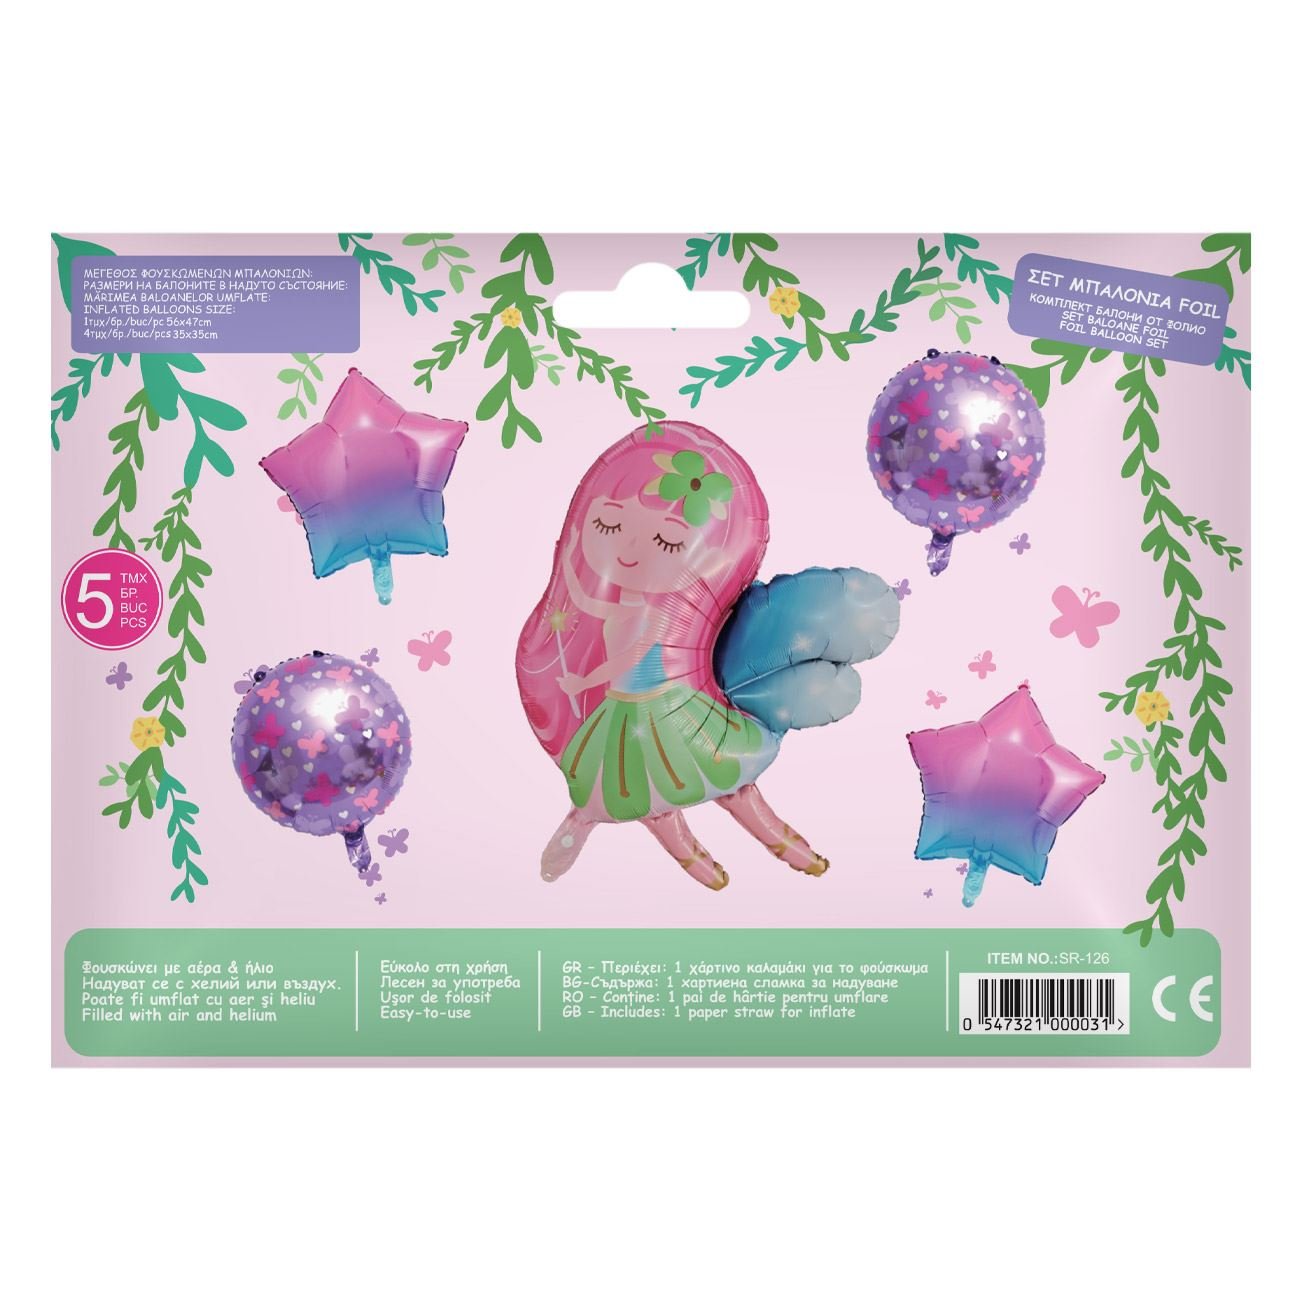 ΜΕΓΕΘΟΣ ΦΟΥΣΚΩΜΕΝΩΝ ΜΠΑΛΟΝΙΩΝ:
РАЗМЕРИ НА БАЛОНИТЕ В НАДУТО СЪСТОЯНИЕ:
MĂRIMEA BALOANELOR UMFLATE:
INFLATED BALLOONS SIZE:
1τμχ/бр./buc/pc 56x47cm
4τμχ/бр./buc/pcs 35x35cm
ΣΕΤ ΜΠΑΛΟΝΙΑ FOIL
КОМПЛЕКТ БАЛОНИ ОТ ФОЛИО
SET BALOANE FOIL
FOIL BALLOON SET
5
ΤΜΧ
БР.
BUC
PCS
Φουσκώνει με αέρα & ήλιο
Надуват се с хелий или въздух.
Poate fi umflat cu aer şi heliu
Filled with air and helium
Εύκολο στη χρήση
Лесен за употреба
Uşor de folosit
Easy-to-use
GR - Περιέχει: 1 χάρτινο καλαμάκι για το φούσκωμα
BG-Съдържа: 1 хартиена сламка за надуване
RO - Conţine: 1 pai de hârtie pentru umflare
GB - Includes: 1 paper straw for inflate
ITEM NO.:SR-126
0 547321 000031 >
CE